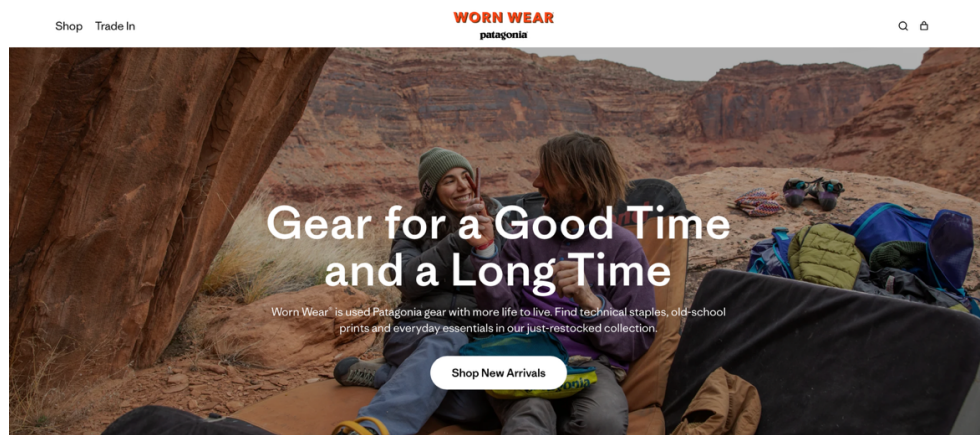 Shop Trade In
WORN WEAR
patagonia
Gear for a Good Time
and a Long Time
Worn Wear® is used Patagonia gear with more life to live. Find technical staples, old-school
prints and everyday essentials in our just-restocked collection.
Shop New Arrivals